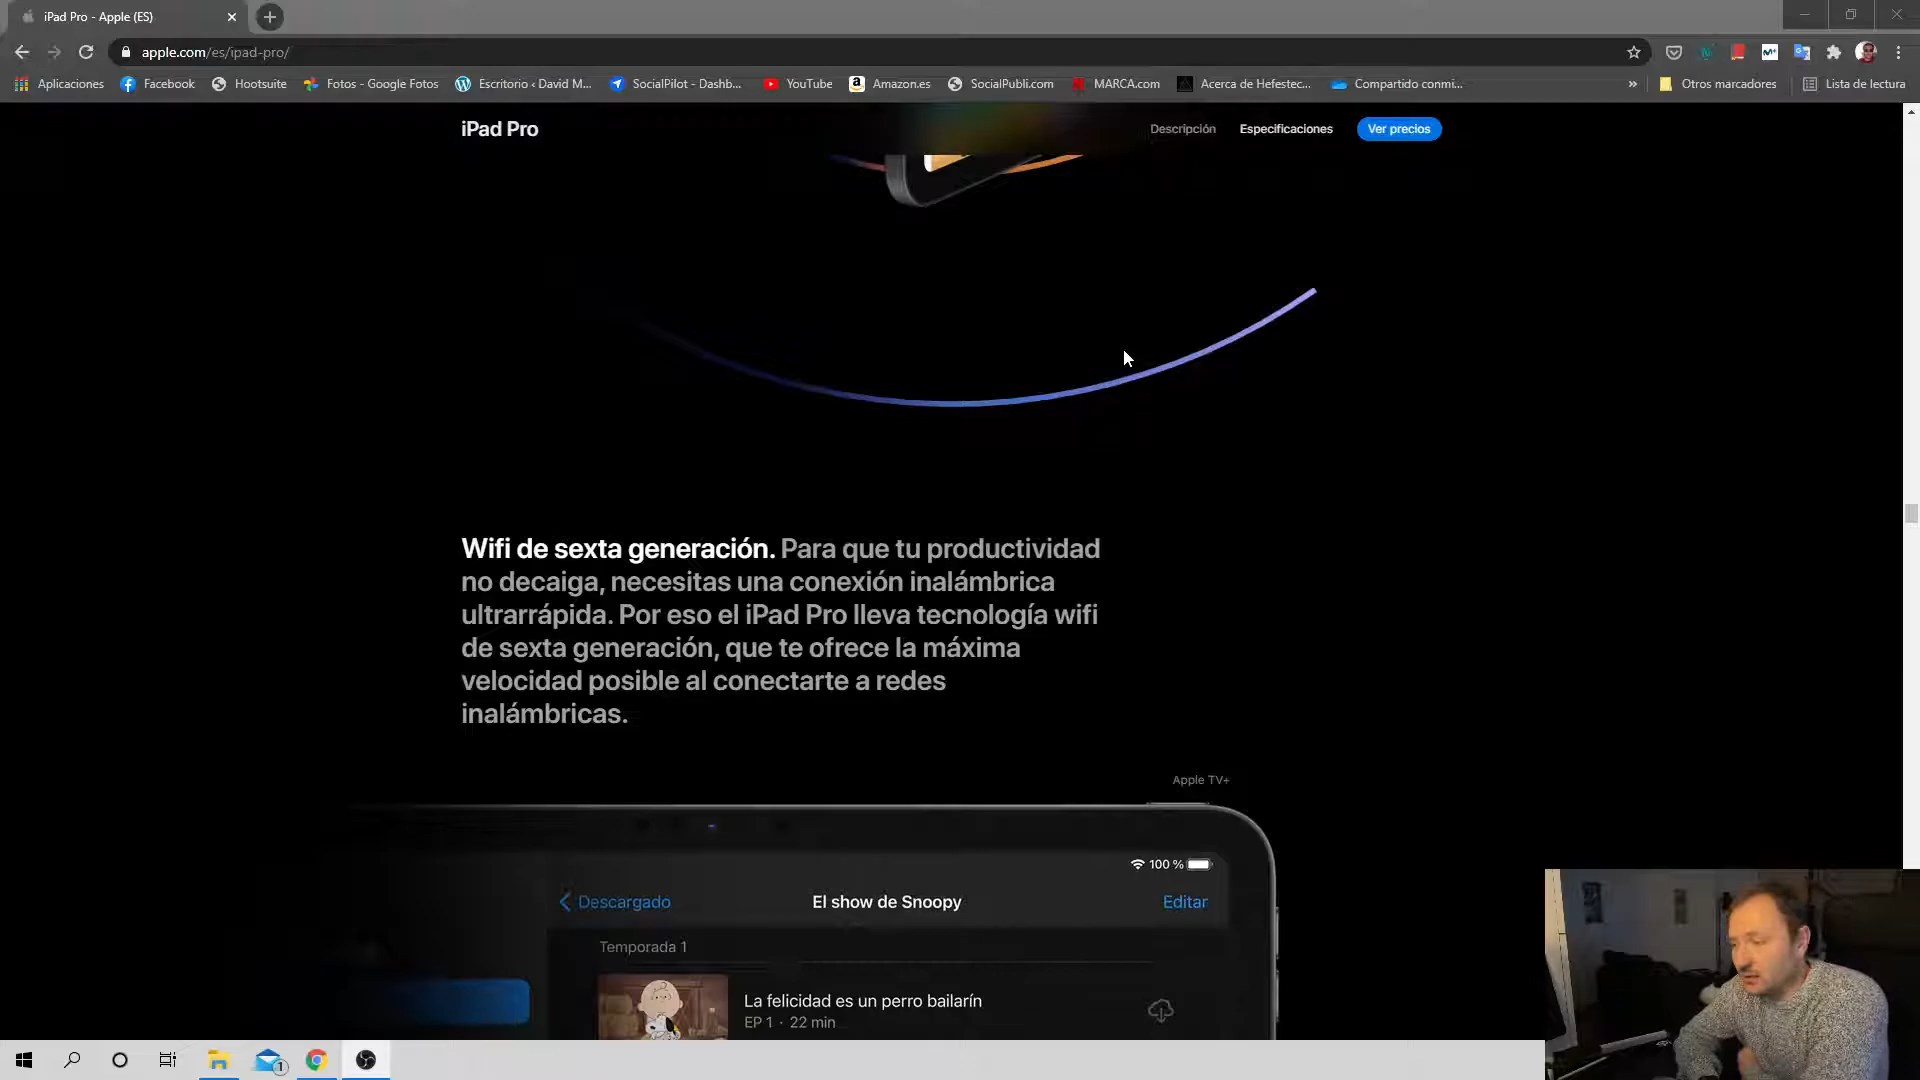 iPad Pro - Apple (ES)
apple.com/es/ipad-pro/
Aplicaciones
Facebook
Hootsuite
Fotos - Google Fotos
Escritorio ‹ David M...
SocialPilot - Dashb...
YouTube
Amazon.es
SocialPubli.com
MARCA.com
Acerca de Hefestec...
Compartido conmi...
»
Otros marcadores
Lista de lectura
iPad Pro
Descripción
Especificaciones
Ver precios
Wifi de sexta generación. Para que tu productividad
no decaiga, necesitas una conexión inalámbrica
ultrarrápida. Por eso el iPad Pro lleva tecnología wifi
de sexta generación, que te ofrece la máxima
velocidad posible al conectarte a redes
inalámbricas.
Apple TV+
100 %
Descargado
El show de Snoopy
Editar
Temporada 1
La felicidad es un perro bailarín
EP 1 · 22 min
1